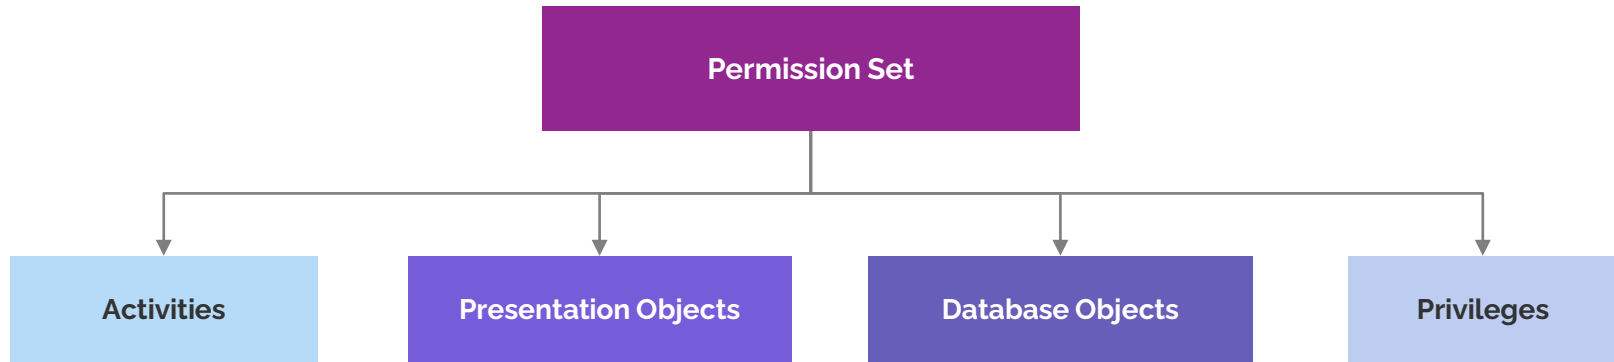 Permission Set
Activities
Presentation Objects
Database Objects
Privileges